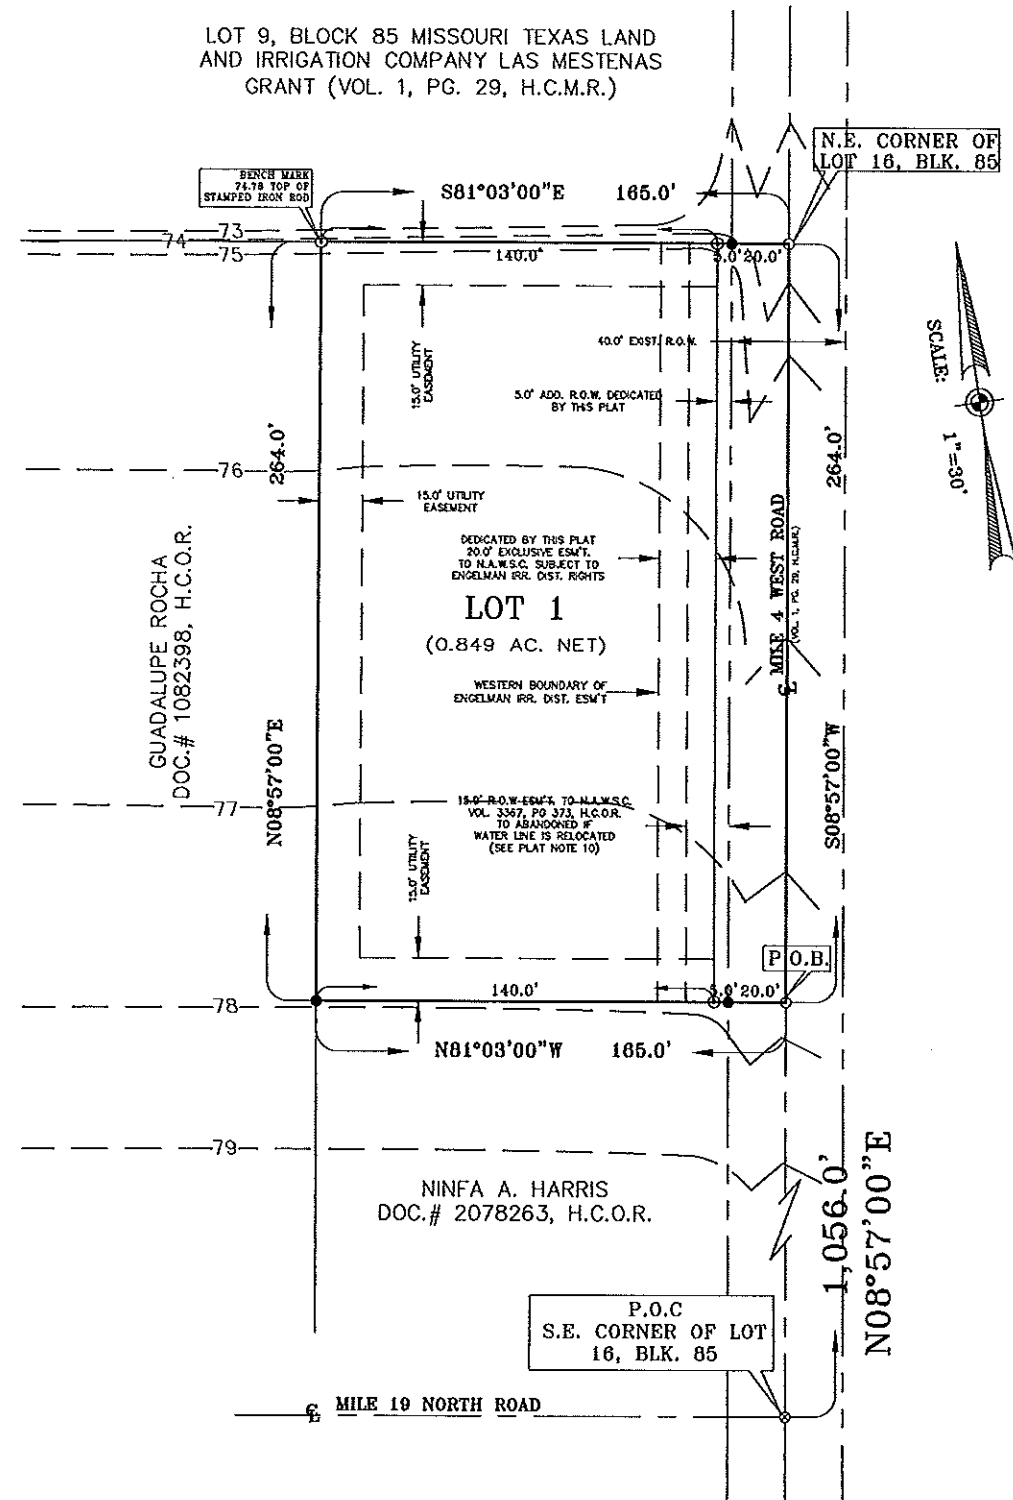 LOT 9, BLOCK 85 MISSOURI TEXAS LAND
AND IRRIGATION COMPANY LAS MESTENAS
GRANT (VOL. 1, PG. 29, H.C.M.R.)
N.E. CORNER OF
LOT 16, BLK. 85
BENCH MARK
74.78 TOP OF
STAMPED IRON ROD
S81°03'00"E 165.0'
73
74
75
140.0'
5.0' 20.0'
SCALE:
1"=30'
40.0' EXIST. R.O.W.
15.0' UTILITY
EASEMENT
5.0' ADD. R.O.W. DEDICATED
BY THIS PLAT
264.0'
264.0'
76
15.0' UTILITY
EASEMENT
DEDICATED BY THIS PLAT
20.0' EXCLUSIVE ESM'T.
TO N.A.W.S.C. SUBJECT TO
ENGELMAN IRR. DIST. RIGHTS
LOT 1
(0.849 AC. NET)
℄ MILE 4 WEST ROAD
(VOL. 1, PG. 29, H.C.M.R.)
GUADALUPE ROCHA
DOC.# 1082398, H.C.O.R.
WESTERN BOUNDARY OF
ENGELMAN IRR. DIST. ESM'T
N08°57'00"E
S08°57'00"W
77
15.0' R.O.W ESM'T. TO N.A.W.S.C.
VOL. 3367, PG 373, H.C.O.R.
TO ABANDONED IF
WATER LINE IS RELOCATED
(SEE PLAT NOTE 10)
15.0' UTILITY
EASEMENT
P.O.B.
140.0'
5.0' 20.0'
78
N81°03'00"W 165.0'
79
NINFA A. HARRIS
DOC.# 2078263, H.C.O.R.
1,056.0'
N08°57'00"E
P.O.C
S.E. CORNER OF LOT
16, BLK. 85
℄ MILE 19 NORTH ROAD